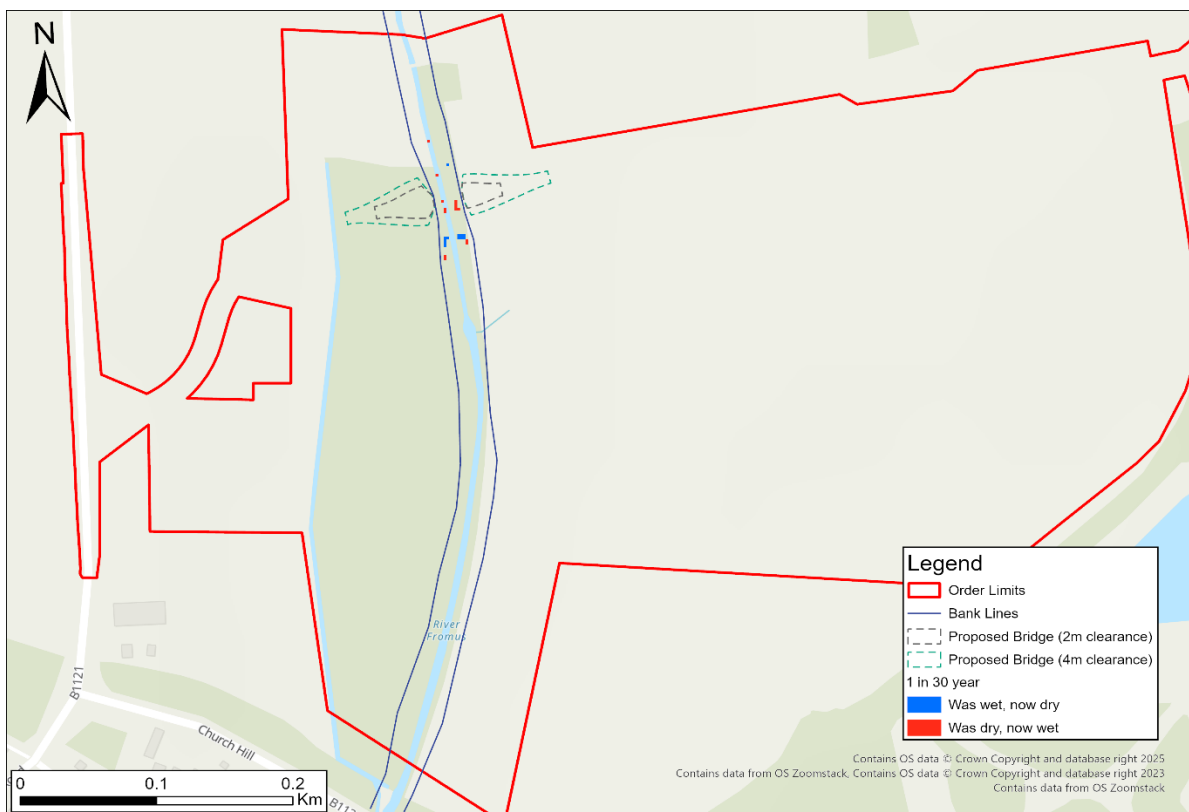 N
River
Fromus
B1121
Church Hill
0 0.1 0.2
Km
Legend
Order Limits
Bank Lines
Proposed Bridge (2m clearance)
Proposed Bridge (4m clearance)
1 in 30 year
Was wet, now dry
Was dry, now wet
Contains OS data © Crown Copyright and database right 2025
Contains data from OS Zoomstack, Contains OS data © Crown Copyright and database right 2023
Contains data from OS Zoomstack